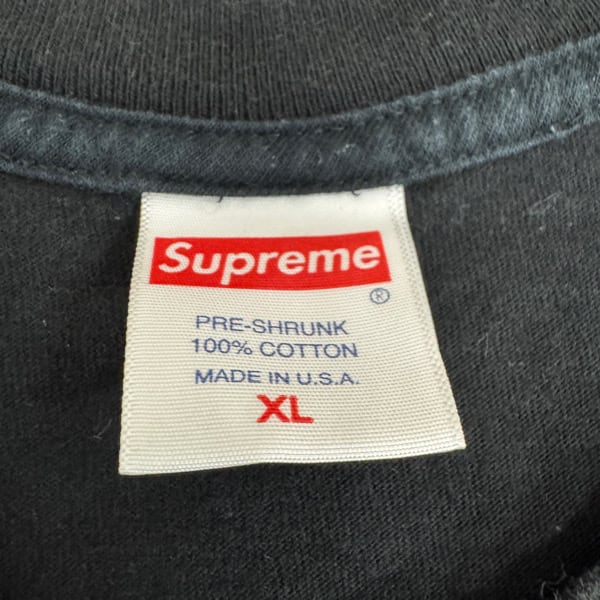 Supreme
®
PRE-SHRUNK
100% COTTON
MADE IN U.S.A.
XL